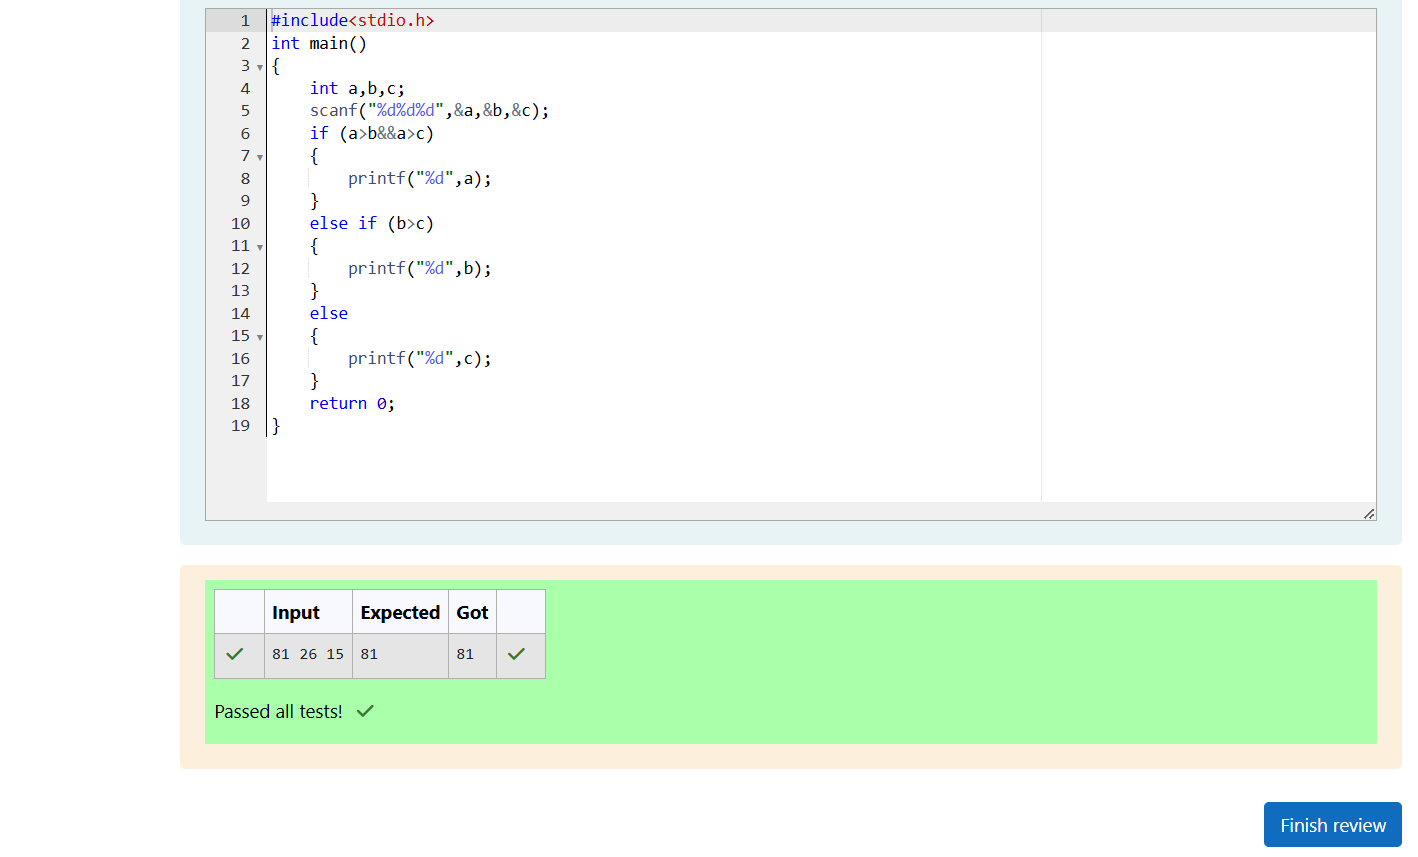 1 #include<stdio.h>
2 int main()
3 {
4     int a,b,c;
5     scanf("%d%d%d",&a,&b,&c);
6     if (a>b&&a>c)
7     {
8         printf("%d",a);
9     }
10     else if (b>c)
11     {
12         printf("%d",b);
13     }
14     else
15     {
16         printf("%d",c);
17     }
18     return 0;
19 }
Input Expected Got
81 26 15 81 81
Passed all tests!
Finish review